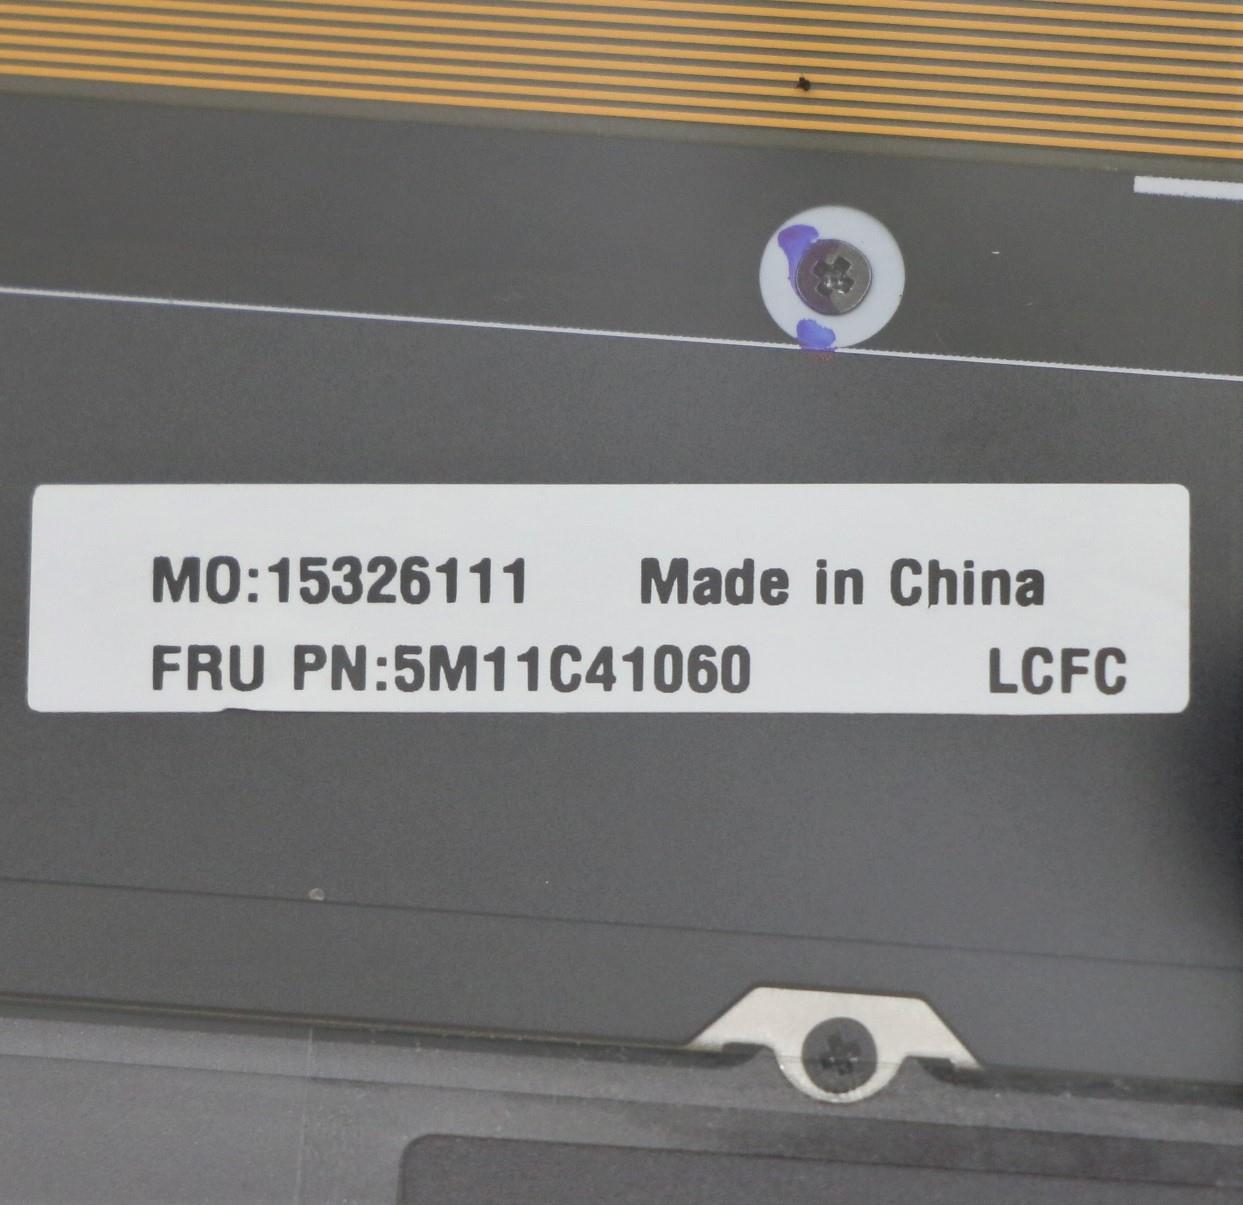 MO:15326111 Made in China
FRU PN:5M11C41060 LCFC